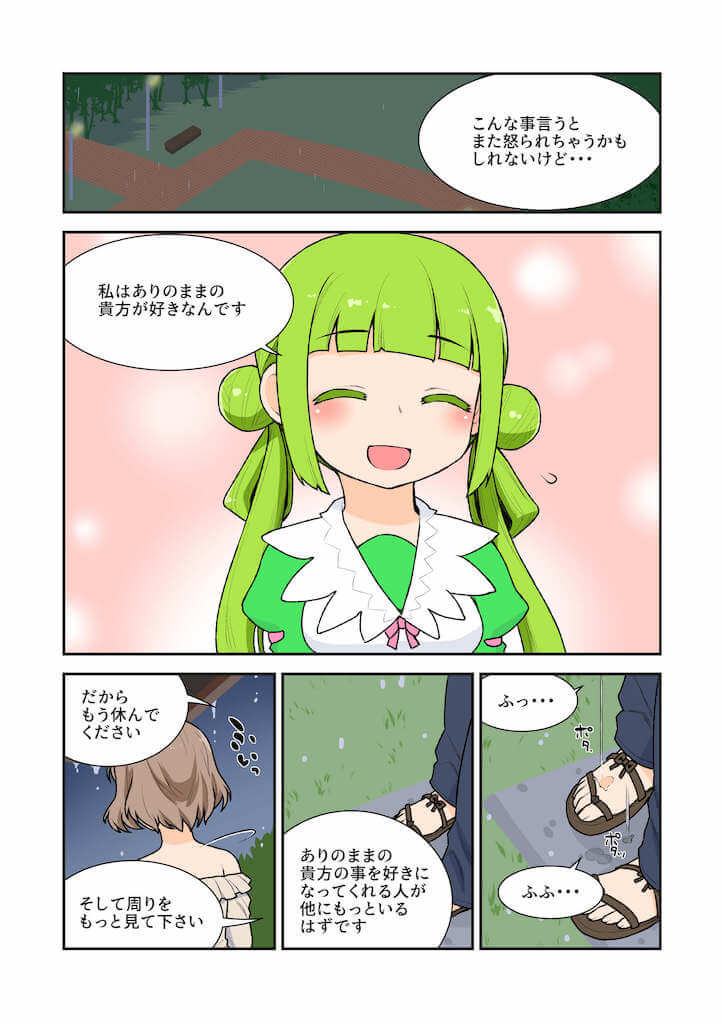 こんな事言うと
また怒られちゃうかも
しれないけど・・・
私はありのままの
貴方が好きなんです
だから
もう休んで
ください
そして周りを
もっと見て下さい
ありのままの
貴方の事を好きに
なってくれる人が
他にもっといる
はずです
ふっ・・・
ポタ
ポタッ
ふふ・・・